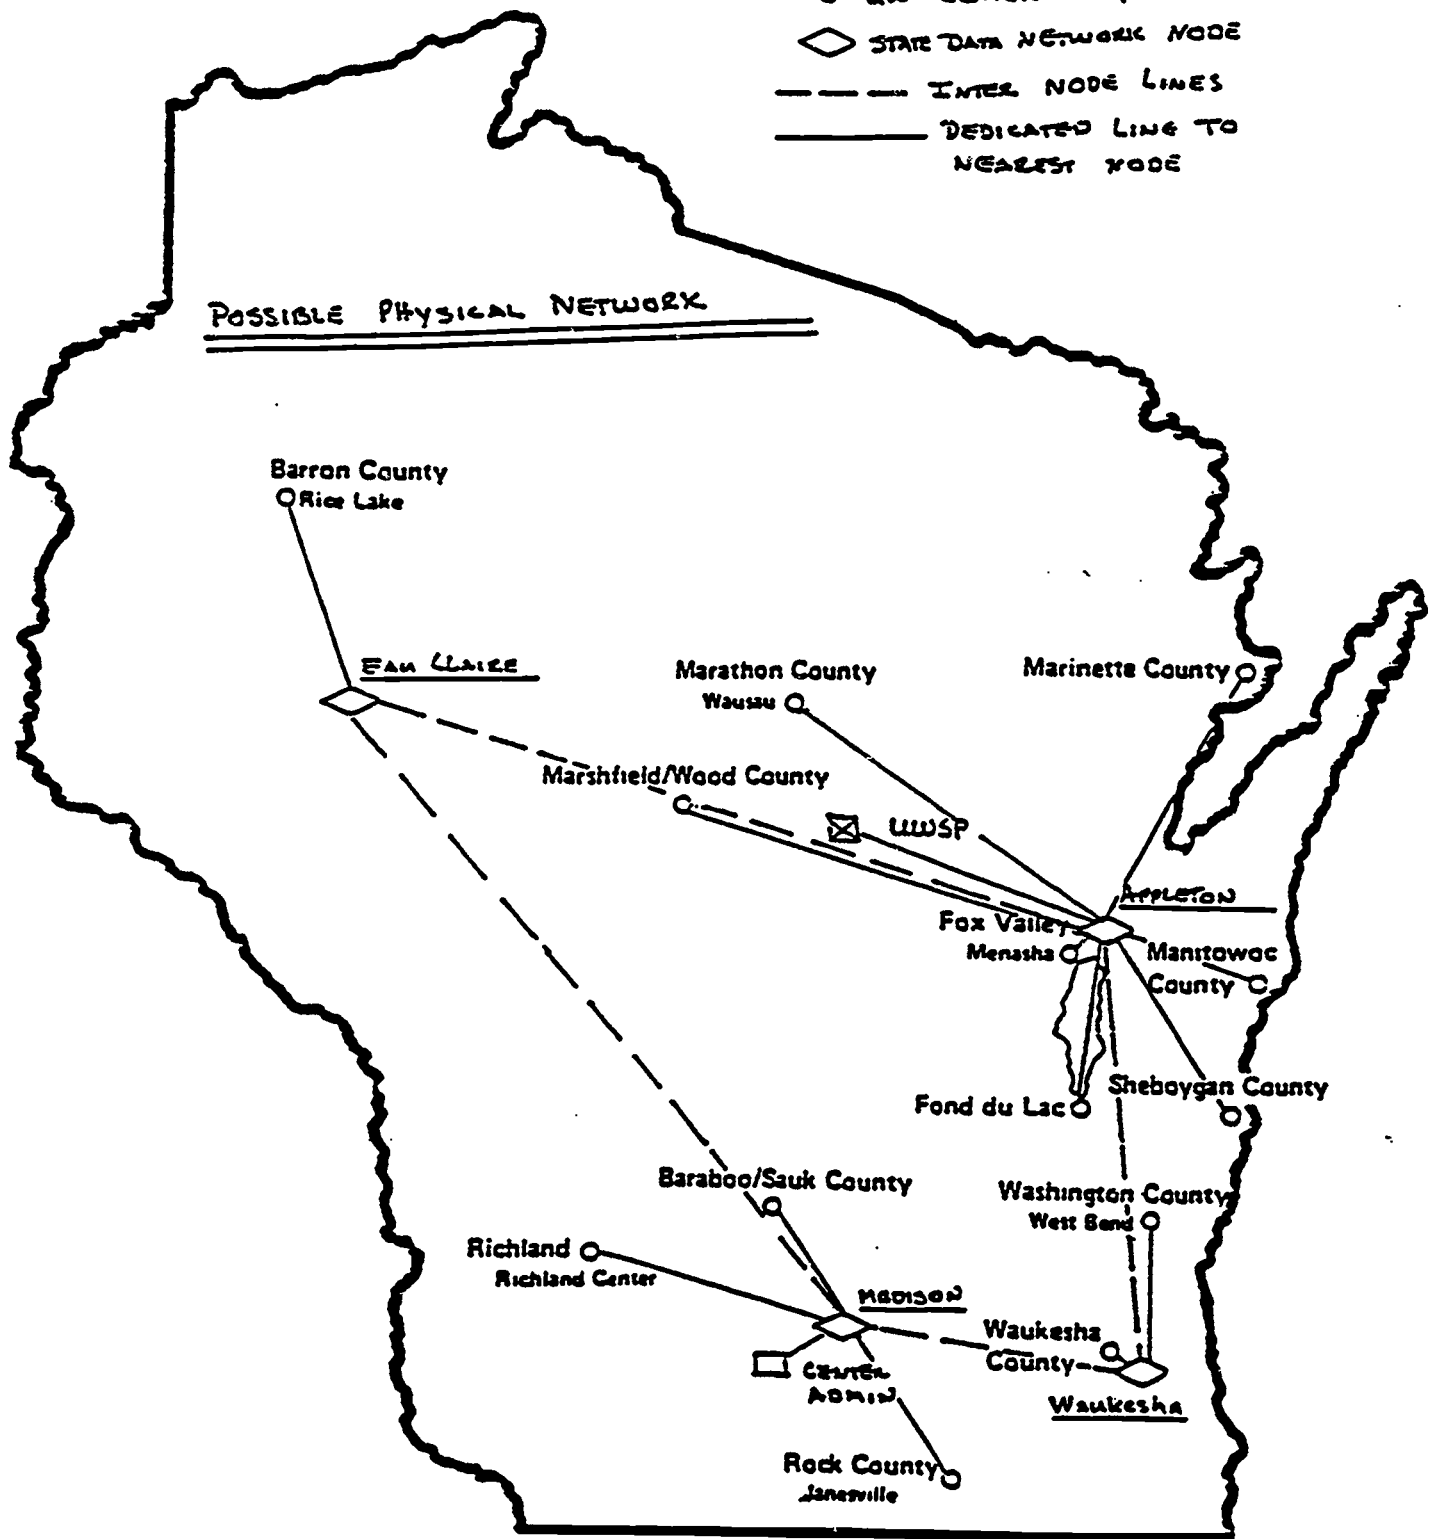 STATE DATA NETWORK NODE
INTER NODE LINES
DEDICATED LINE TO
NEAREST NODE
POSSIBLE PHYSICAL NETWORK
Barron County
Rice Lake
EAU CLAIRE
Marathon County
Wausau
Marinette County
Marshfield/Wood County
UWSP
APPLETON
Fox Valley
Menasha
Manitowoc
County
Sheboygan County
Fond du Lac
Baraboo/Sauk County
Washington County
West Bend
Richland
Richland Center
MADISON
Waukesha
County
CENTER
ADMIN
WAUKESHA
Rock County
Janesville